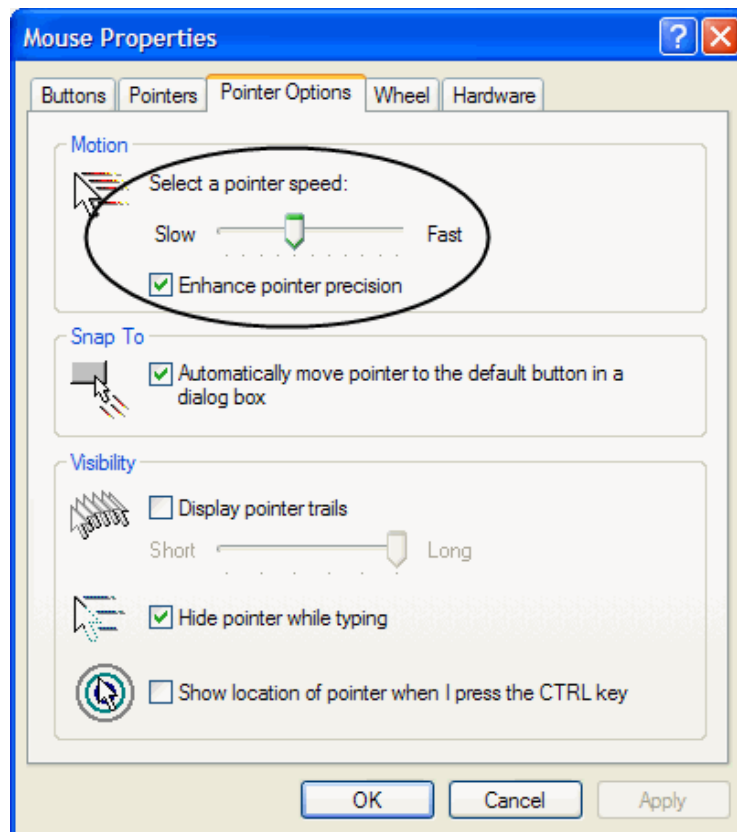 Mouse Properties
Buttons Pointers Pointer Options Wheel Hardware
Motion
Select a pointer speed:
Slow Fast
Enhance pointer precision
Snap To
Automatically move pointer to the default button in a
dialog box
Visibility
Display pointer trails
Short Long
Hide pointer while typing
Show location of pointer when I press the CTRL key
OK Cancel Apply